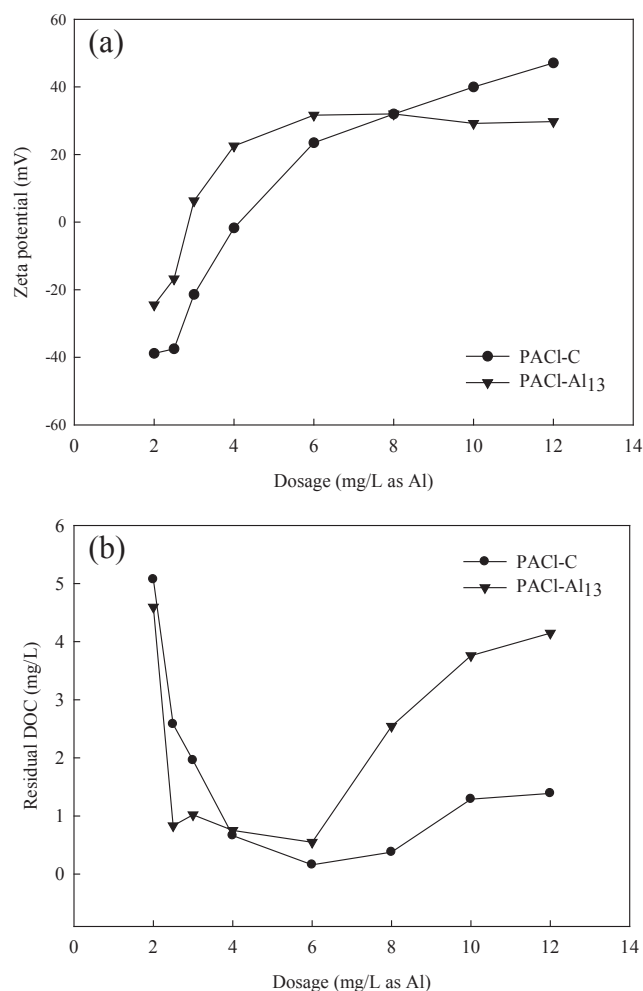 (a)
60
40
20
0
-20
-40
-60
Zeta potential (mV)
PACl-C
PACl-Al13
0 2 4 6 8 10 12 14
Dosage (mg/L as Al)
(b)
6
5
4
3
2
1
0
Residual DOC (mg/L)
PACl-C
PACl-Al13
0 2 4 6 8 10 12 14
Dosage (mg/L as Al)